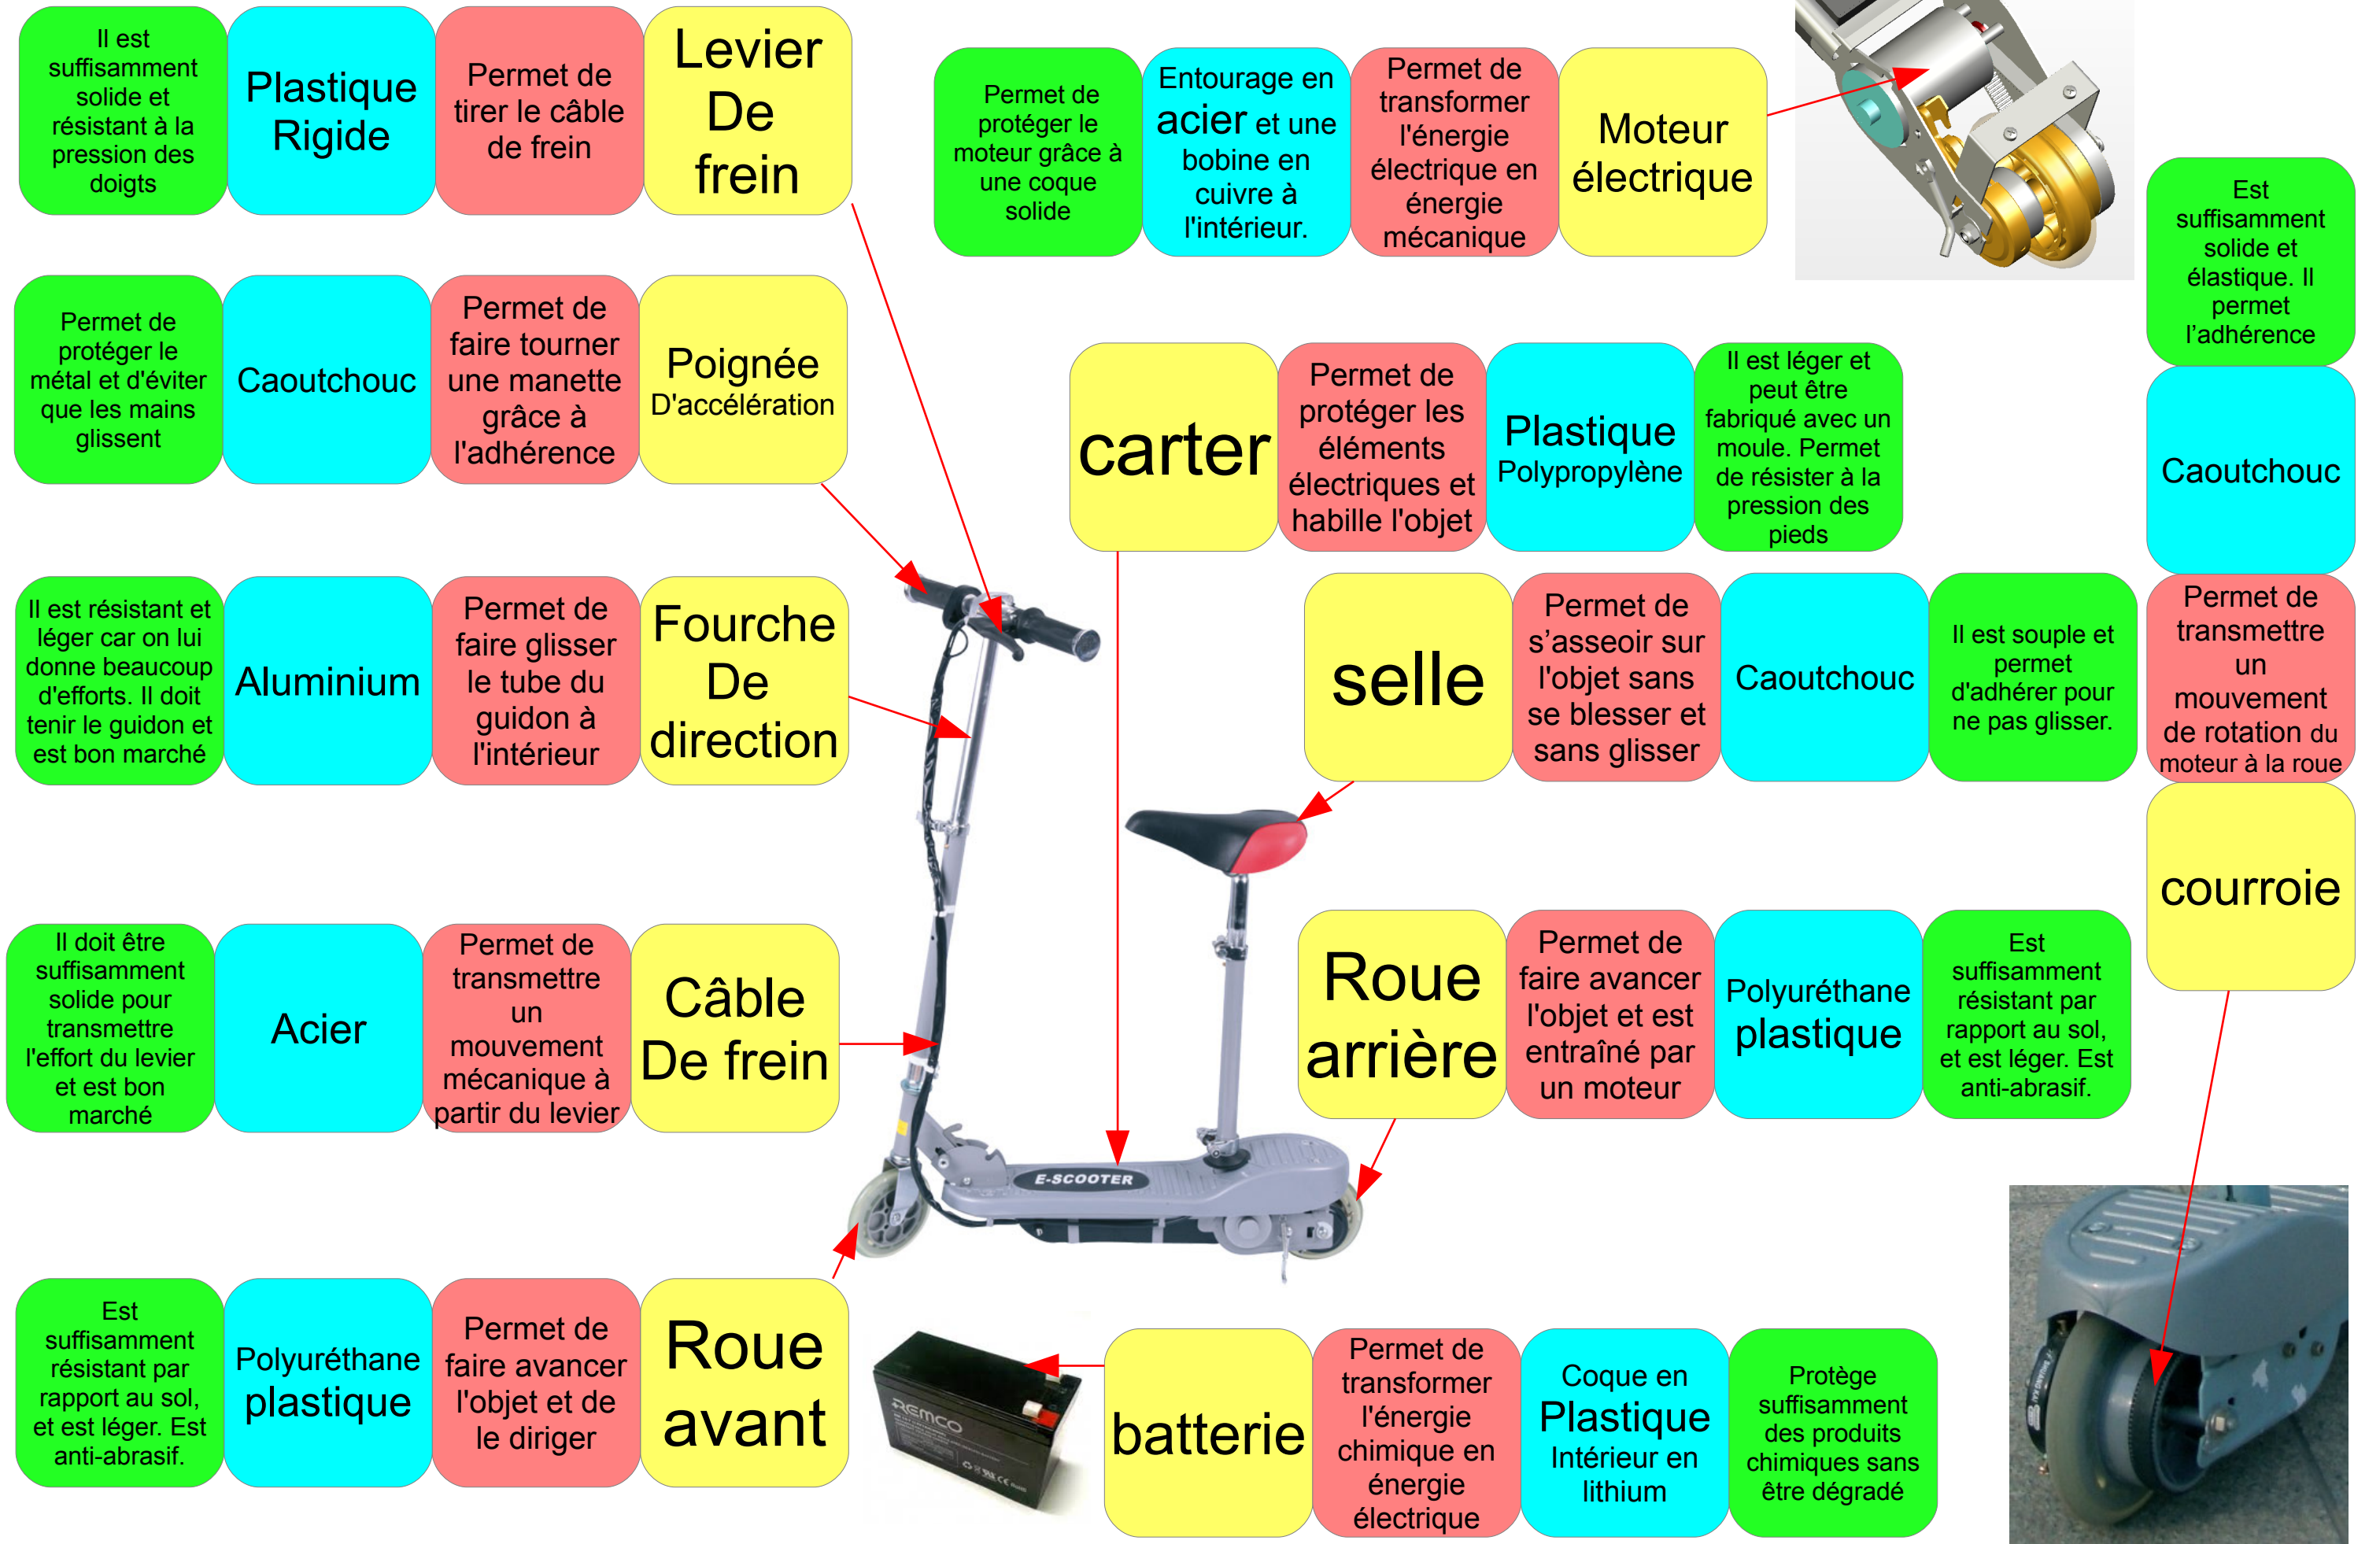 Il est
suffisamment
solide et
résistant à la
pression des
doigts
Plastique
Rigide
Permet de
tirer le câble
de frein
Levier
De
frein
Permet de
protéger le
moteur grâce à
une coque
solide
Entourage en
acier et une
bobine en
cuivre à
l'intérieur.
Permet de
transformer
l'énergie
électrique en
énergie
mécanique
Moteur
électrique
Permet de
protéger le
métal et d'éviter
que les mains
glissent
Caoutchouc
Permet de
faire tourner
une manette
grâce à
l'adhérence
Poignée
D'accélération
carter
Permet de
protéger les
éléments
électriques et
habille l'objet
Plastique
Polypropylène
Il est léger et
peut être
fabriqué avec un
moule. Permet
de résister à la
pression des
pieds
Est
suffisamment
solide et
élastique. Il
permet
l’adhérence
Caoutchouc
Permet de
transmettre
un
mouvement
de rotation du
moteur à la roue
courroie
Il est résistant et
léger car on lui
donne beaucoup
d'efforts. Il doit
tenir le guidon et
est bon marché
Aluminium
Permet de
faire glisser
le tube du
guidon à
l'intérieur
Fourche
De
direction
selle
Permet de
s’asseoir sur
l'objet sans
se blesser et
sans glisser
Caoutchouc
Il est souple et
permet
d'adhérer pour
ne pas glisser.
Il doit être
suffisamment
solide pour
transmettre
l'effort du levier
et est bon
marché
Acier
Permet de
transmettre
un
mouvement
mécanique à
partir du levier
Câble
De frein
Roue
arrière
Permet de
faire avancer
l'objet et est
entraîné par
un moteur
Polyuréthane
plastique
Est
suffisamment
résistant par
rapport au sol,
et est léger. Est
anti-abrasif.
E-SCOOTER
Est
suffisamment
résistant par
rapport au sol,
et est léger. Est
anti-abrasif.
Polyuréthane
plastique
Permet de
faire avancer
l'objet et de
le diriger
Roue
avant
REMCO
batterie
Permet de
transformer
l'énergie
chimique en
énergie
électrique
Coque en
Plastique
Intérieur en
lithium
Protège
suffisamment
des produits
chimiques sans
être dégradé